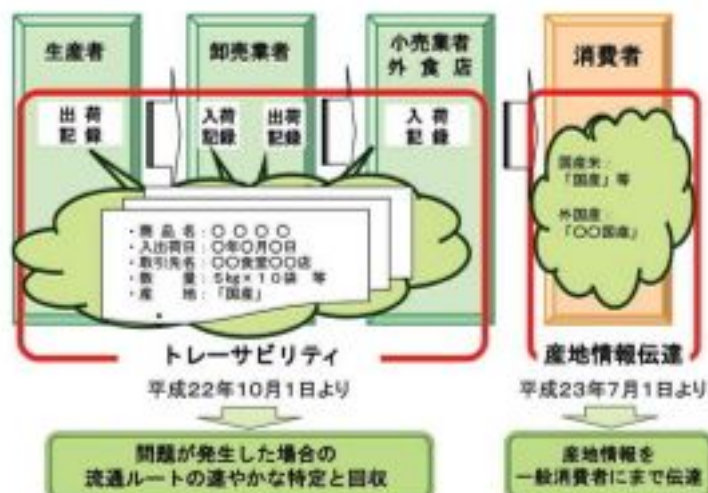 生産者
卸売業者
小売業者
外食店
消費者
出荷
記録
入荷
記録
出荷
記録
入荷
記録
・商品名：〇〇〇〇
・入出荷日：〇年〇月〇日
・取引先名：〇〇食堂〇〇店
・数　量：5kg×10袋　等
・産　地：「国産」
・
国産米：
「国産」等
外国産：
「〇〇国産」
トレーサビリティ
平成22年10月1日より
産地情報伝達
平成23年7月1日より
問題が発生した場合の
流通ルートの速やかな特定と回収
産地情報を
一般消費者にまで伝達